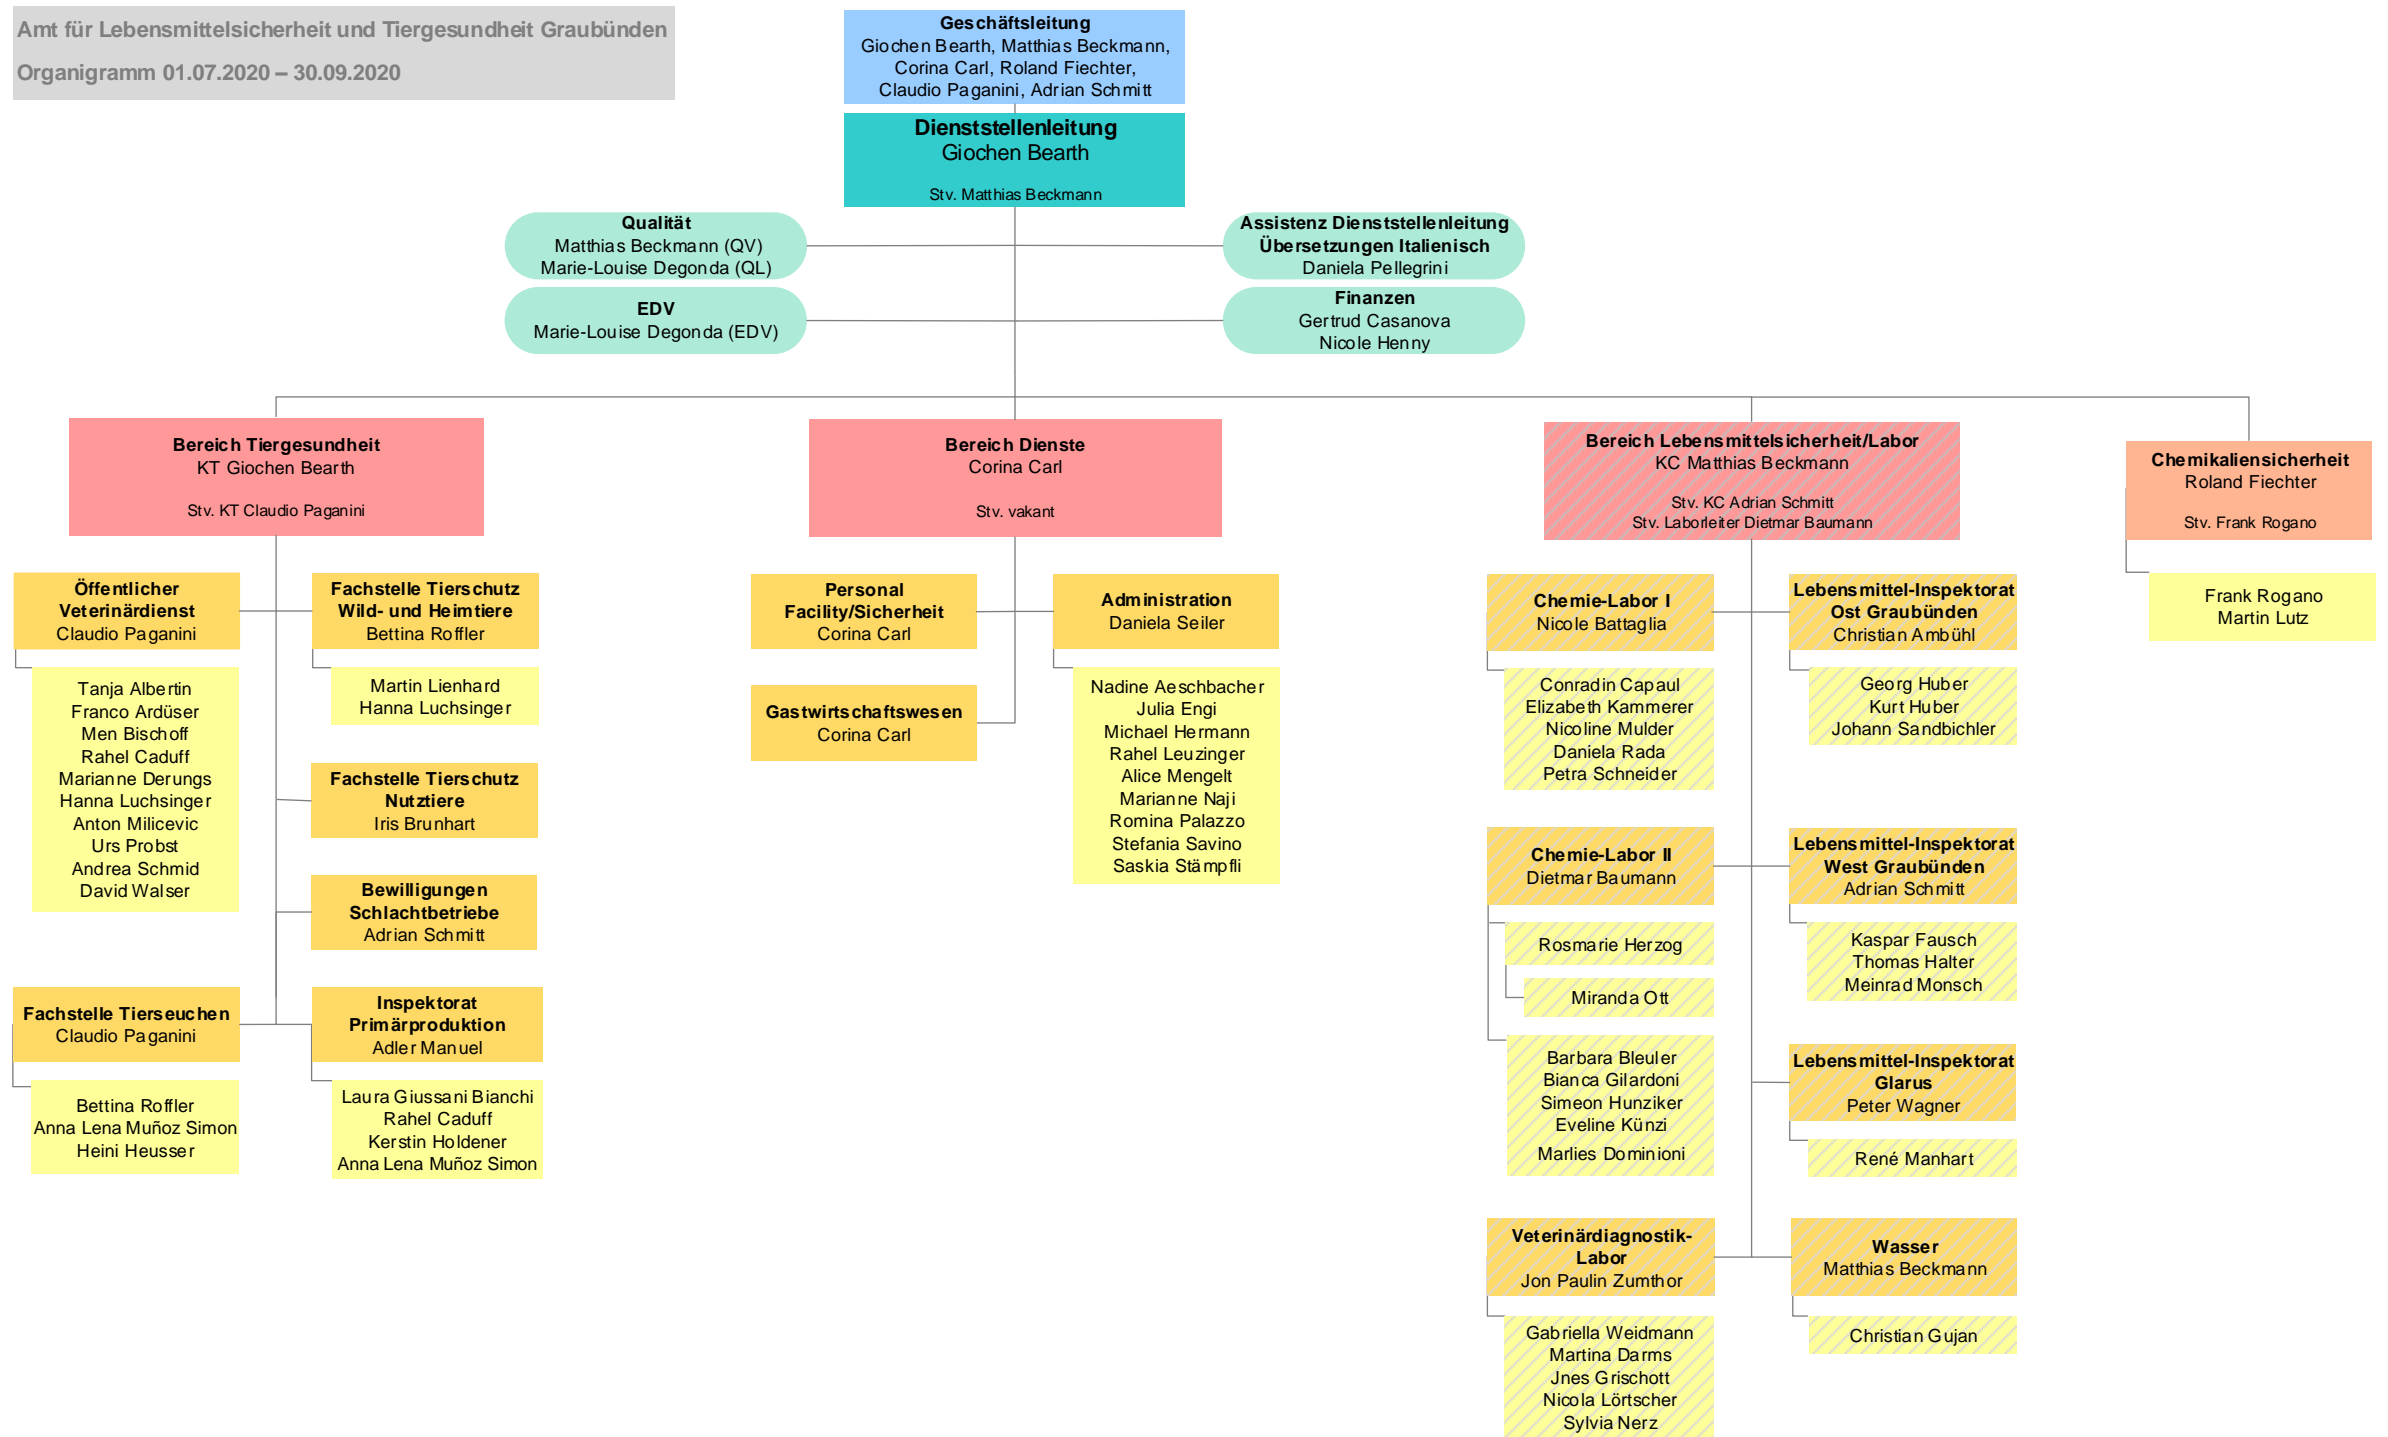 Amt für Lebensmittelsicherheit und Tiergesundheit Graubünden
Organigramm 01.07.2020 – 30.09.2020
Geschäftsleitung
Giochen Bearth, Matthias Beckmann,
Corina Carl, Roland Fiechter,
Claudio Paganini, Adrian Schmitt
Dienststellenleitung
Giochen Bearth
Stv. Matthias Beckmann
Qualität
Matthias Beckmann (QV)
Marie-Louise Degonda (QL)
Assistenz Dienststellenleitung
Übersetzungen Italienisch
Daniela Pellegrini
EDV
Marie-Louise Degonda (EDV)
Finanzen
Gertrud Casanova
Nicole Henny
Bereich Tiergesundheit
KT Giochen Bearth
Stv. KT Claudio Paganini
Öffentlicher
Veterinärdienst
Claudio Paganini
Tanja Albertin
Franco Ardüser
Men Bischoff
Rahel Caduff
Marianne Derungs
Hanna Luchsinger
Anton Milicevic
Urs Probst
Andrea Schmid
David Walser
Fachstelle Tierschutz
Wild- und Heimtiere
Bettina Roffler
Martin Lienhard
Hanna Luchsinger
Fachstelle Tierschutz
Nutztiere
Iris Brunhart
Bewilligungen
Schlachtbetriebe
Adrian Schmitt
Fachstelle Tierseuchen
Claudio Paganini
Bettina Roffler
Anna Lena Muñoz Simon
Heini Heusser
Inspektorat
Primärproduktion
Adler Manuel
Laura Giussani Bianchi
Rahel Caduff
Kerstin Holdener
Anna Lena Muñoz Simon
Bereich Dienste
Corina Carl
Stv. vakant
Personal
Facility/Sicherheit
Corina Carl
Gastwirtschaftswesen
Corina Carl
Administration
Daniela Seiler
Nadine Aeschbacher
Julia Engi
Michael Hermann
Rahel Leuzinger
Alice Mengelt
Marianne Naji
Romina Palazzo
Stefania Savino
Saskia Stämpfli
Bereich Lebensmittelsicherheit/Labor
KC Matthias Beckmann
Stv. KC Adrian Schmitt
Stv. Laborleiter Dietmar Baumann
Chemie-Labor I
Nicole Battaglia
Conradin Capaul
Elizabeth Kammerer
Nicoline Mulder
Daniela Rada
Petra Schneider
Chemie-Labor II
Dietmar Baumann
Rosmarie Herzog
Miranda Ott
Barbara Bleuler
Bianca Gilardoni
Simeon Hunziker
Eveline Künzi
Marlies Dominioni
Veterinärdiagnostik-
Labor
Jon Paulin Zumthor
Gabriella Weidmann
Martina Darms
Jnes Grischott
Nicola Lörtscher
Sylvia Nerz
Lebensmittel-Inspektorat
Ost Graubünden
Christian Ambühl
Georg Huber
Kurt Huber
Johann Sandbichler
Lebensmittel-Inspektorat
West Graubünden
Adrian Schmitt
Kaspar Fausch
Thomas Halter
Meinrad Monsch
Lebensmittel-Inspektorat
Glarus
Peter Wagner
René Manhart
Wasser
Matthias Beckmann
Christian Gujan
Chemikaliensicherheit
Roland Fiechter
Stv. Frank Rogano
Frank Rogano
Martin Lutz